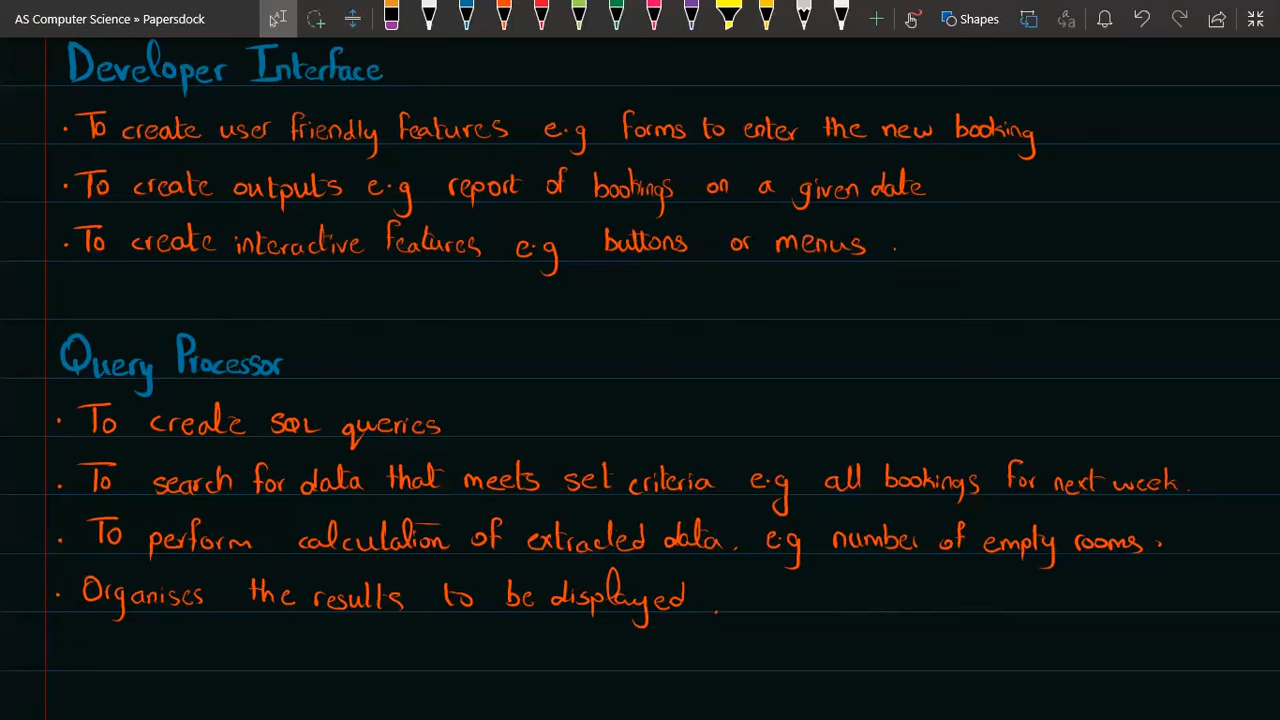 AS Computer Science » Papersdock
Shapes
Developer Interface
· To create user friendly features e.g forms to enter the new booking
· To create outputs e.g report of bookings on a given date
· To create interactive features e.g buttons or menus .
Query Processor
· To create SQL queries
· To search for data that meets set criteria e.g all bookings for next week.
· To perform calculation of extracted data. e.g number of empty rooms.
· Organises the results to be displayed .